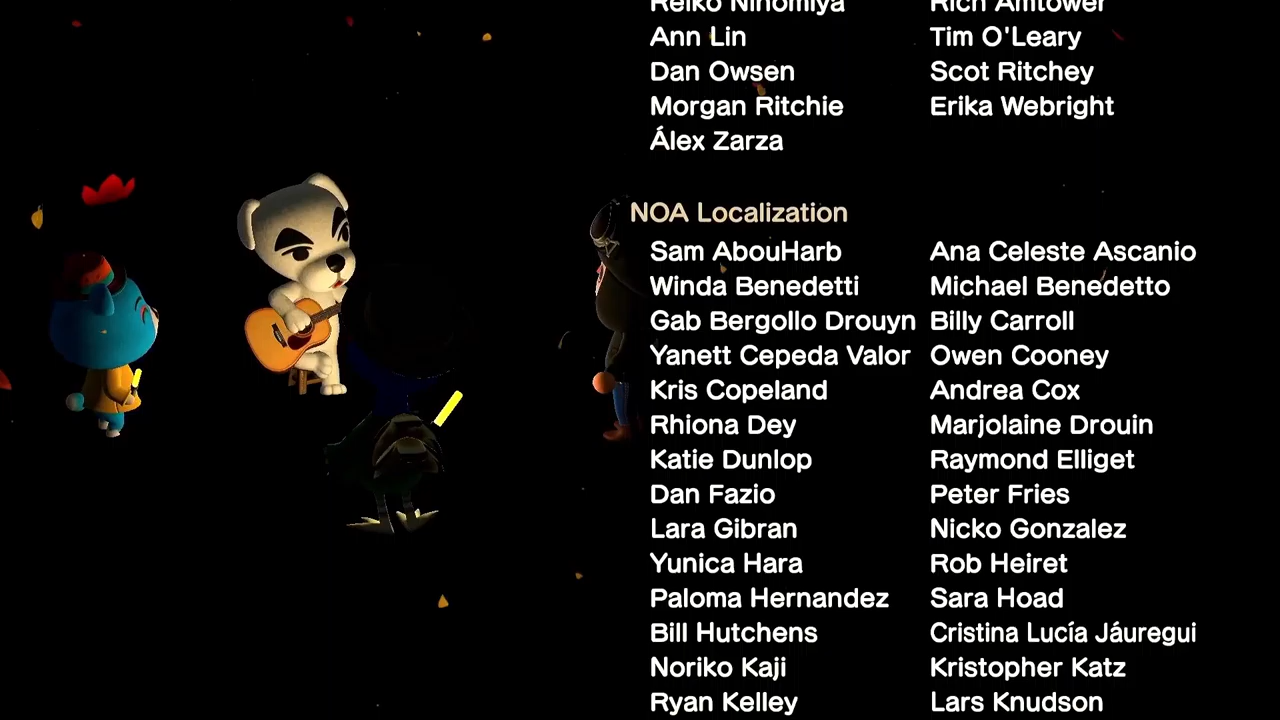 Reiko Ninomiya Rich Amtower
Ann Lin Tim O'Leary
Dan Owsen Scot Ritchey
Morgan Ritchie Erika Webright
Álex Zarza
NOA Localization
Sam AbouHarb Ana Celeste Ascanio
Winda Benedetti Michael Benedetto
Gab Bergollo Drouyn Billy Carroll
Yanett Cepeda Valor Owen Cooney
Kris Copeland Andrea Cox
Rhiona Dey Marjolaine Drouin
Katie Dunlop Raymond Elliget
Dan Fazio Peter Fries
Lara Gibran Nicko Gonzalez
Yunica Hara Rob Heiret
Paloma Hernandez Sara Hoad
Bill Hutchens Cristina Lucía Jáuregui
Noriko Kaji Kristopher Katz
Ryan Kelley Lars Knudson